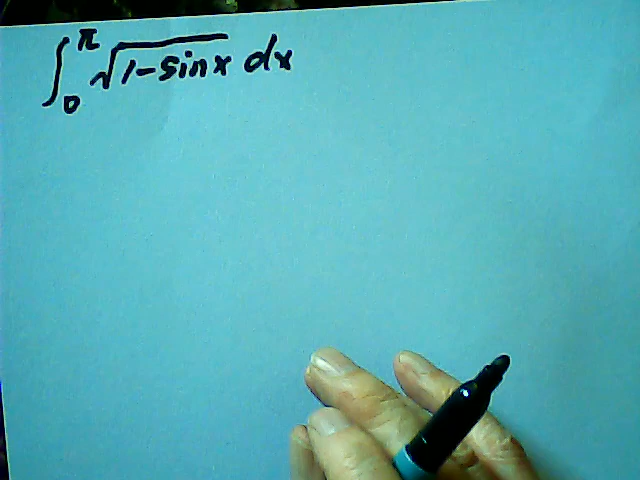 ∫₀^π √(1-sinx) dx